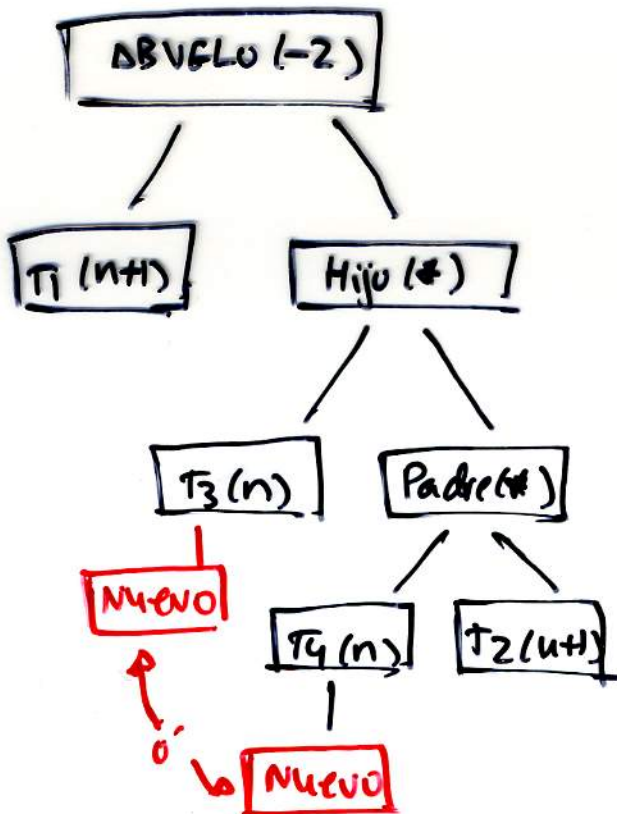 ABUELO (-2)
T1 (n+1)
Hijo (*)
T3 (n)
Padre (*)
NUEVO
T4 (n)
T2 (n+1)
ó
NUEVO